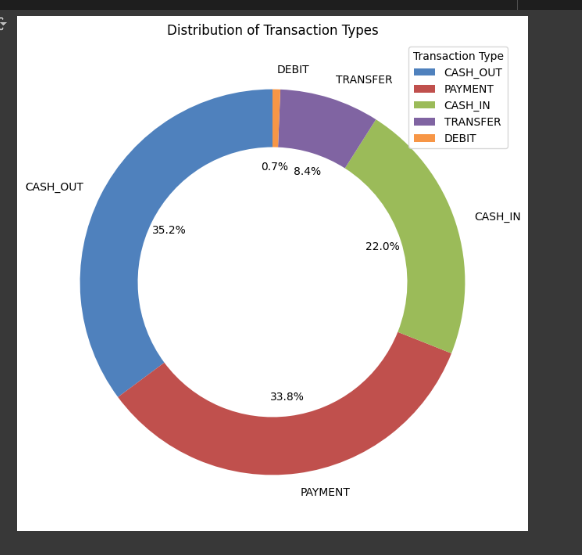 Distribution of Transaction Types
Transaction Type
CASH_OUT
PAYMENT
CASH_IN
TRANSFER
DEBIT
DEBIT
TRANSFER
CASH_OUT
CASH_IN
PAYMENT
0.7%
8.4%
35.2%
22.0%
33.8%